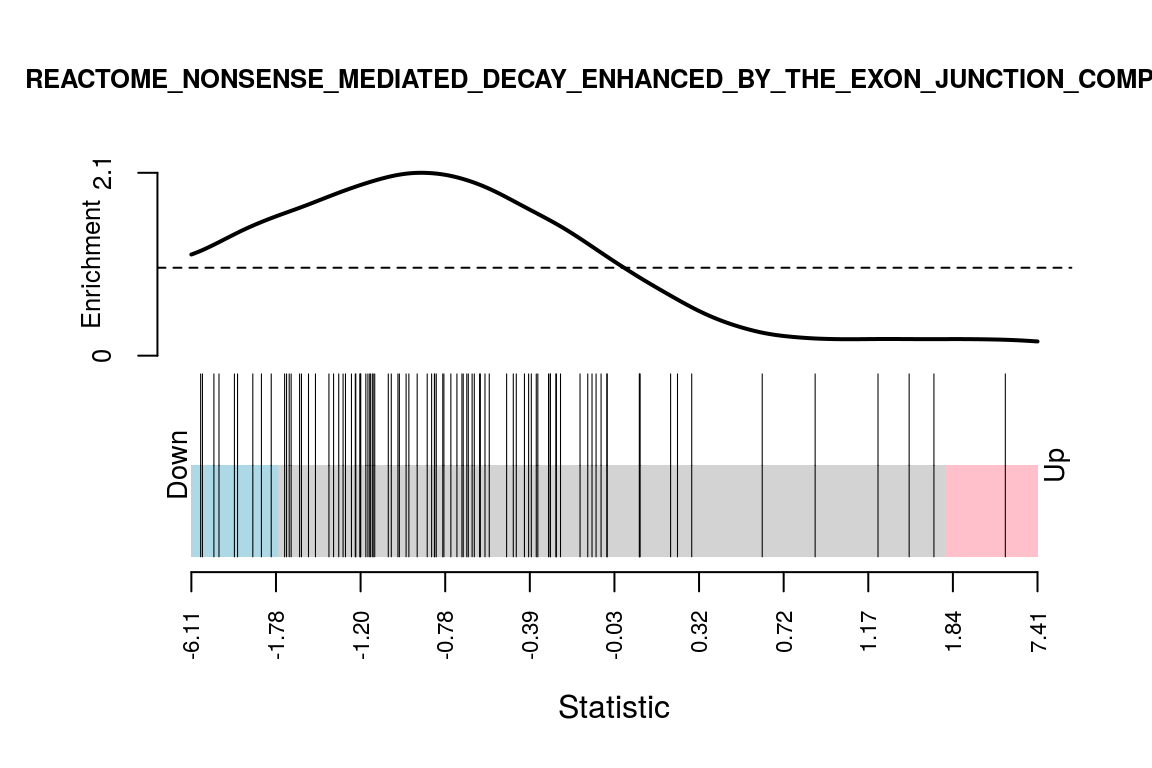 REACTOME_NONSENSE_MEDIATED_DECAY_ENHANCED_BY_THE_EXON_JUNCTION_COMP
Enrichment
2.1
0
Down
Up
-6.11 -1.78 -1.20 -0.78 -0.39 -0.03 0.32 0.72 1.17 1.84 7.41
Statistic